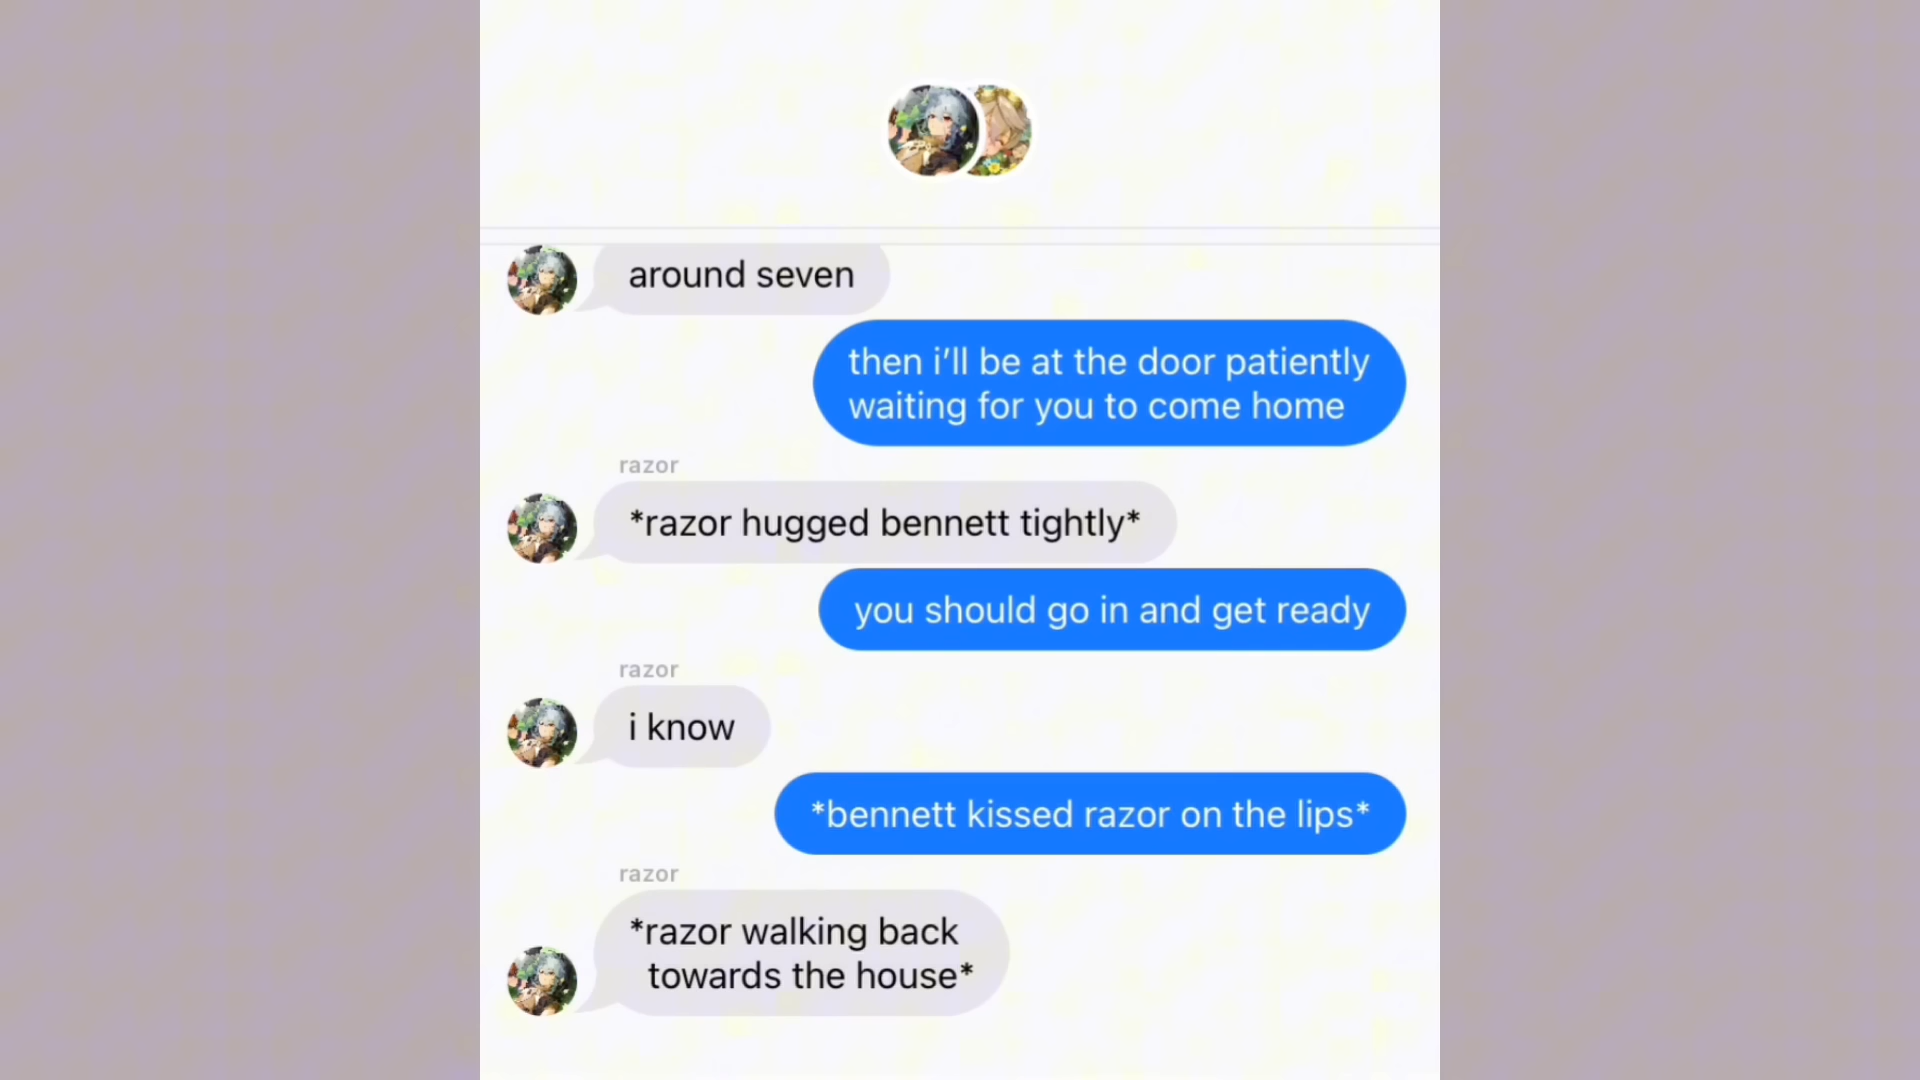 around seven
then i’ll be at the door patiently
waiting for you to come home
razor
*razor hugged bennett tightly*
you should go in and get ready
razor
i know
*bennett kissed razor on the lips*
razor
*razor walking back
towards the house*